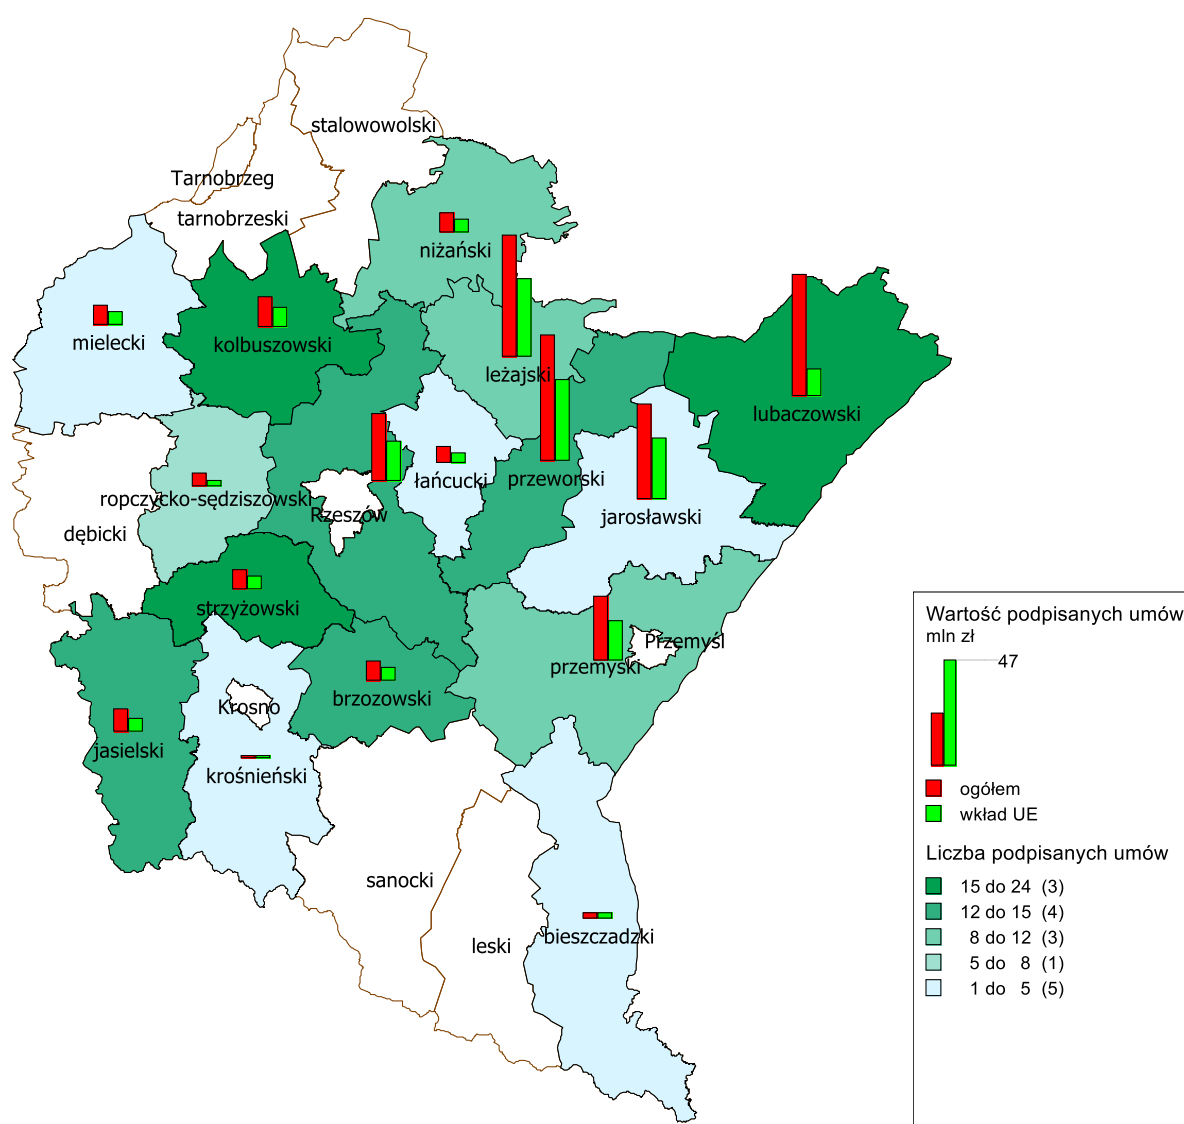 stalowowolski
Tarnobrzeg
tarnobrzeski
niżański
mielecki
kolbuszowski
leżajski
lubaczowski
ropczycko-sędziszowski
łańcucki
przeworski
Rzeszów
jarosławski
dębicki
strzyżowski
Przemyśl
przemyski
brzozowski
Krosno
jasielski
krośnieński
sanocki
leski
bieszczadzki
Wartość podpisanych umów
mln zł
47
ogółem
wkład UE
Liczba podpisanych umów
15 do 24 (3)
12 do 15 (4)
8 do 12 (3)
5 do 8 (1)
1 do 5 (5)